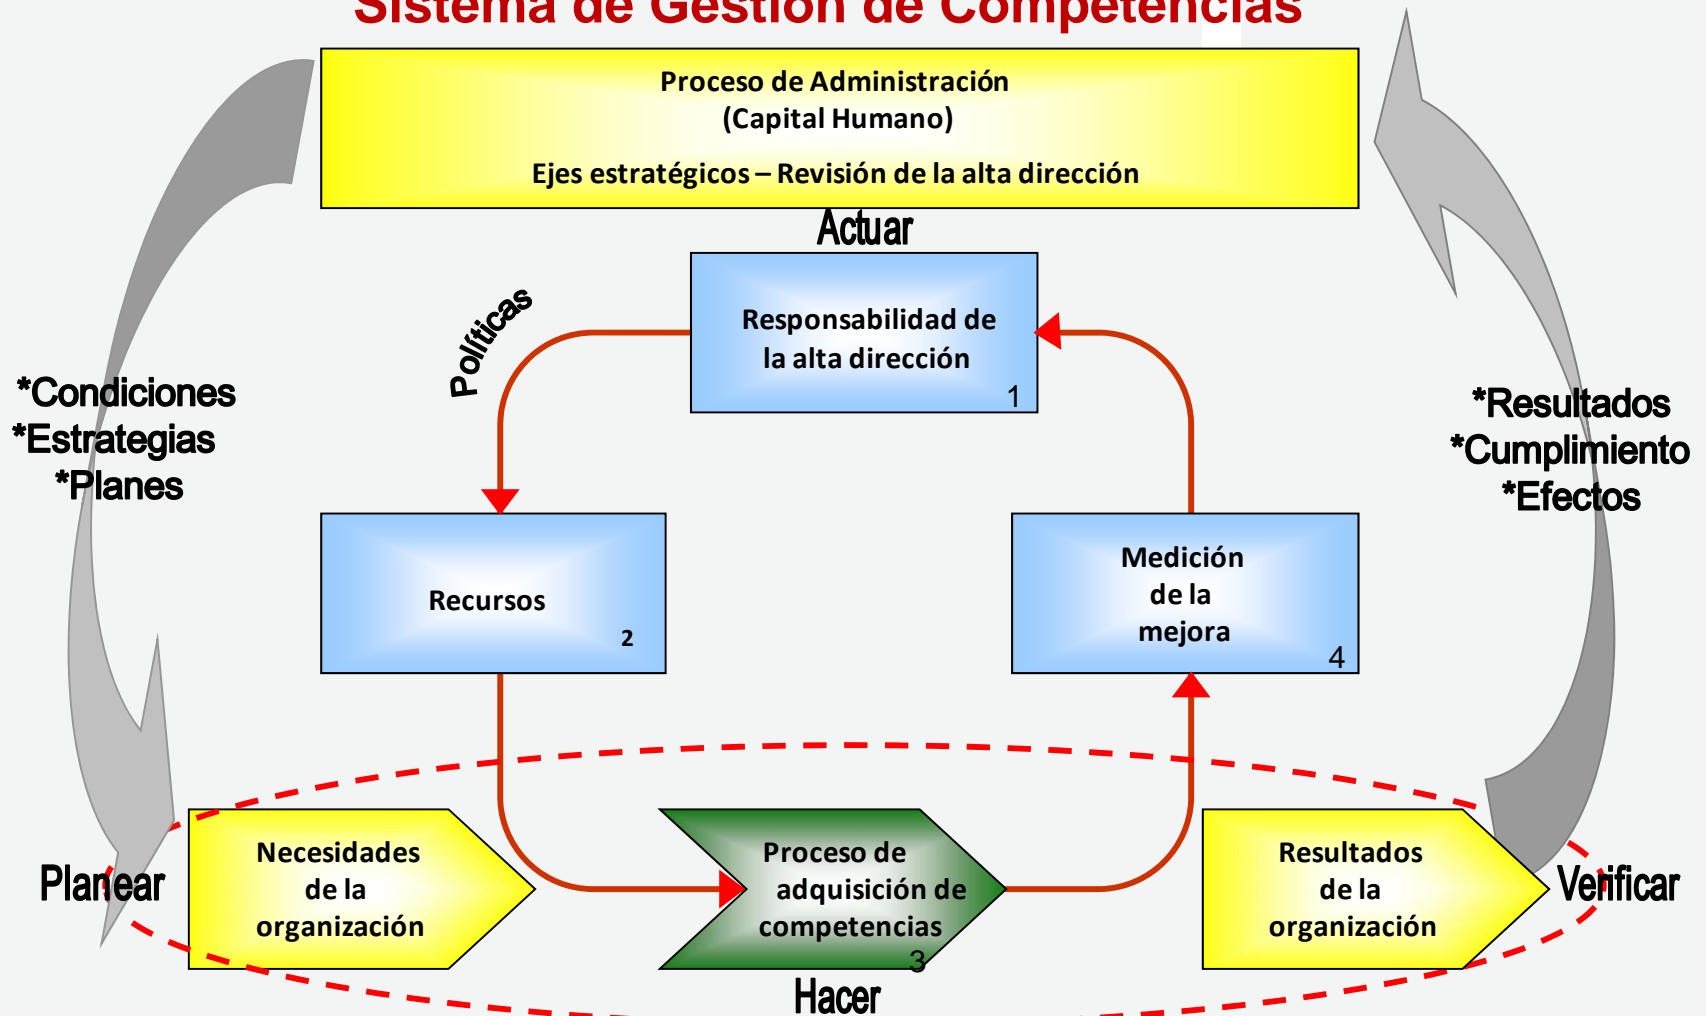 Sistema de Gestión de Competencias
Proceso de Administración
(Capital Humano)
Ejes estratégicos – Revisión de la alta dirección
Actuar
Responsabilidad de
la alta dirección
1
Políticas
*Condiciones
*Estrategias
*Planes
*Resultados
*Cumplimiento
*Efectos
Recursos
2
Medición
de la
mejora
4
Planear
Necesidades
de la
organización
Proceso de
adquisición de
competencias
3
Resultados
de la
organización
Verificar
Hacer